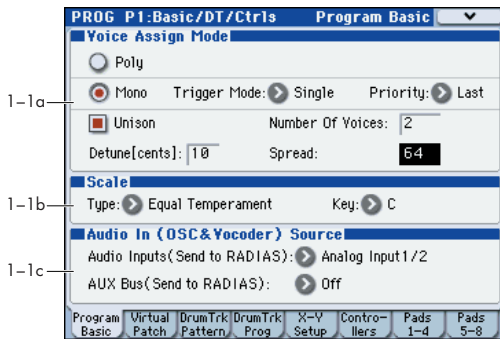 PROG P1:Basic/DT/Ctrls Program Basic
Voice Assign Mode
Poly
1-1a
Mono Trigger Mode: Single Priority: Last
Unison Number Of Voices: 2
Detune[cents]: 10 Spread: 64
Scale
1-1b
Type: Equal Temperament Key: C
Audio In (OSC&Vocoder) Source
Audio Inputs(Send to RADIAS): Analog Input1/2
1-1c
AUX Bus(Send to RADIAS): Off
Program Basic
Virtual Patch
DrumTrk Pattern
DrumTrk Prog
X-Y Setup
Contro-llers
Pads 1-4
Pads 5-8